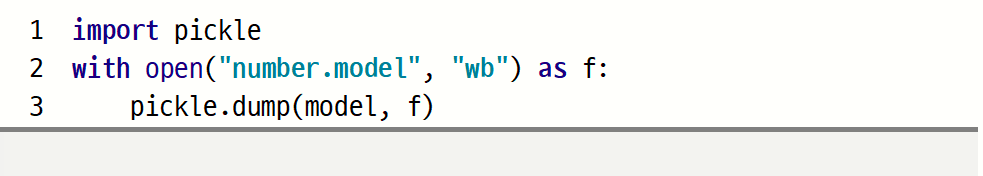 1 import pickle
2 with open("number.model", "wb") as f:
3     pickle.dump(model, f)